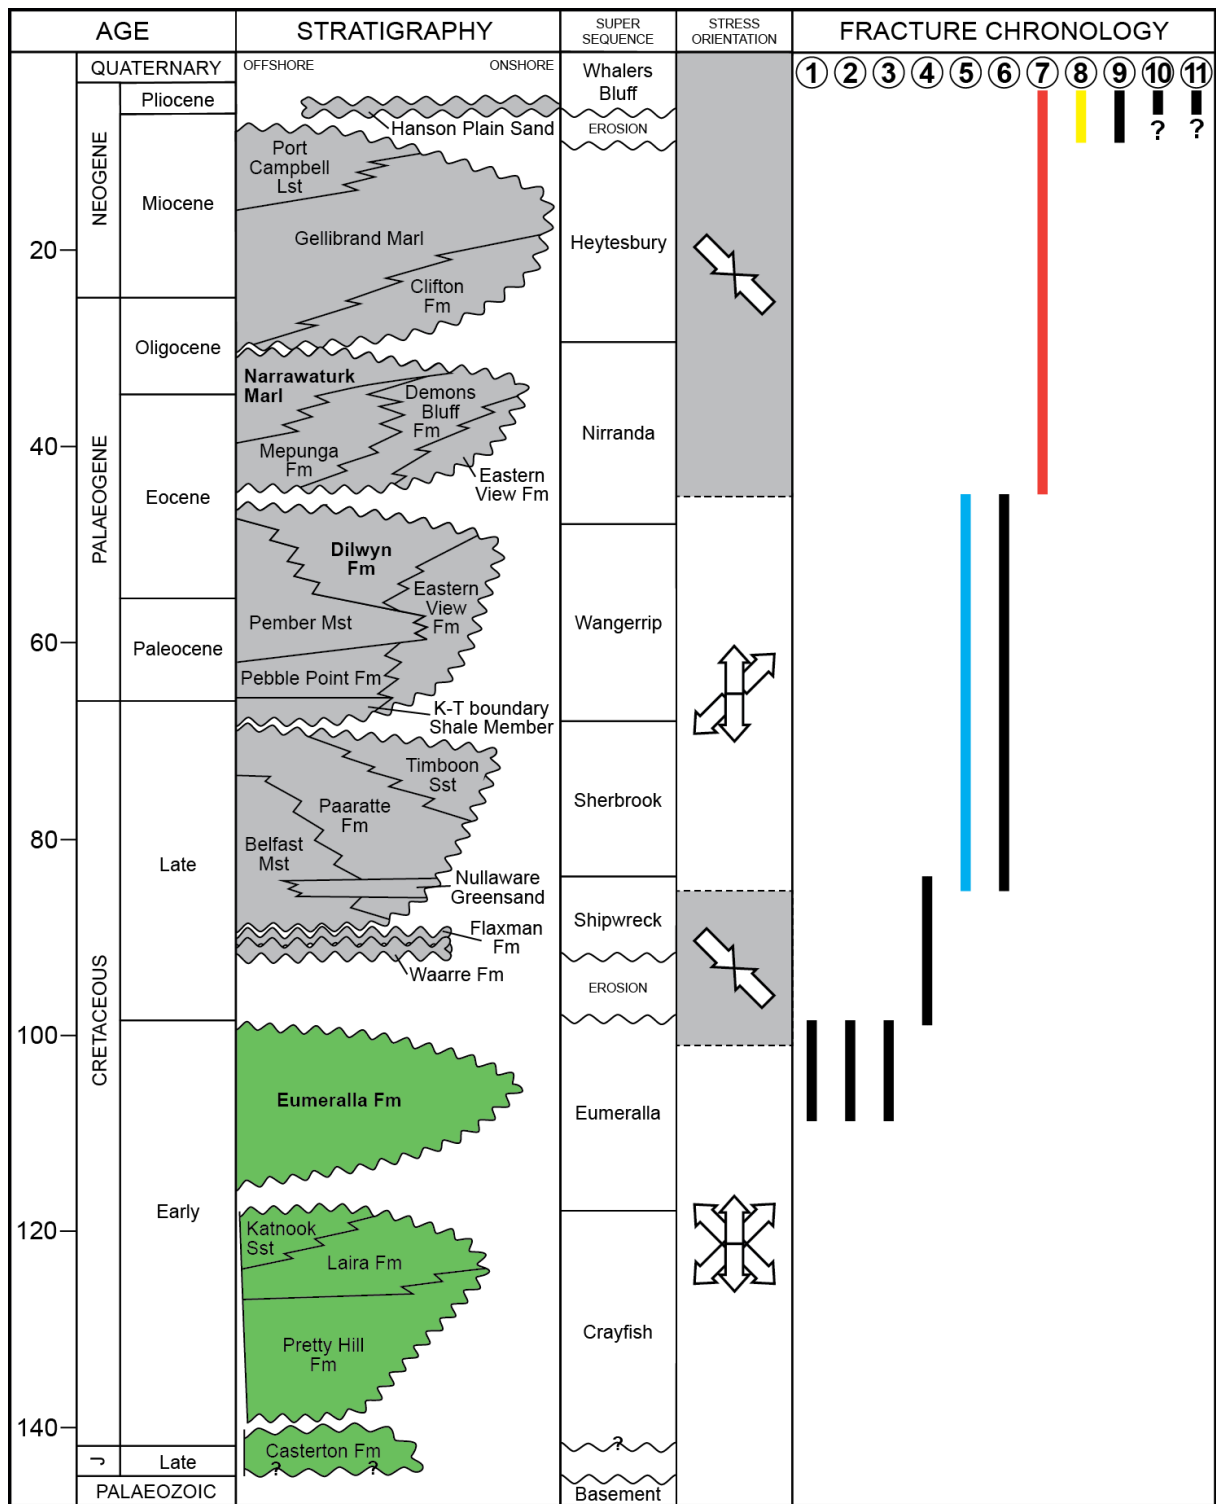 AGE
STRATIGRAPHY
SUPER
SEQUENCE
STRESS
ORIENTATION
FRACTURE CHRONOLOGY
QUATERNARY
OFFSHORE
ONSHORE
Whalers
Bluff
1 2 3 4 5 6 7 8 9 10 11
Pliocene
Hanson Plain Sand
EROSION
? ?
NEOGENE
Miocene
Port
Campbell
Lst
Gellibrand Marl
Heytesbury
20
Clifton
Fm
Oligocene
Narrawaturk
Marl
Demons
Bluff
Fm
Nirranda
40
PALAEOGENE
Mepunga
Fm
Eastern
View Fm
Eocene
Dilwyn
Fm
Eastern
View
Fm
Pember Mst
Wangerrip
60
Paleocene
Pebble Point Fm
K-T boundary
Shale Member
Timboon
Sst
Paaratte
Fm
Sherbrook
80
Belfast
Mst
Late
Nullaware
Greensand
Shipwreck
Flaxman
Fm
Waarre Fm
CRETACEOUS
EROSION
100
Eumeralla Fm
Eumeralla
Early
120
Katnook
Sst
Laira Fm
Crayfish
Pretty Hill
Fm
140
?
Casterton Fm
? ?
J
Late
PALAEOZOIC
Basement